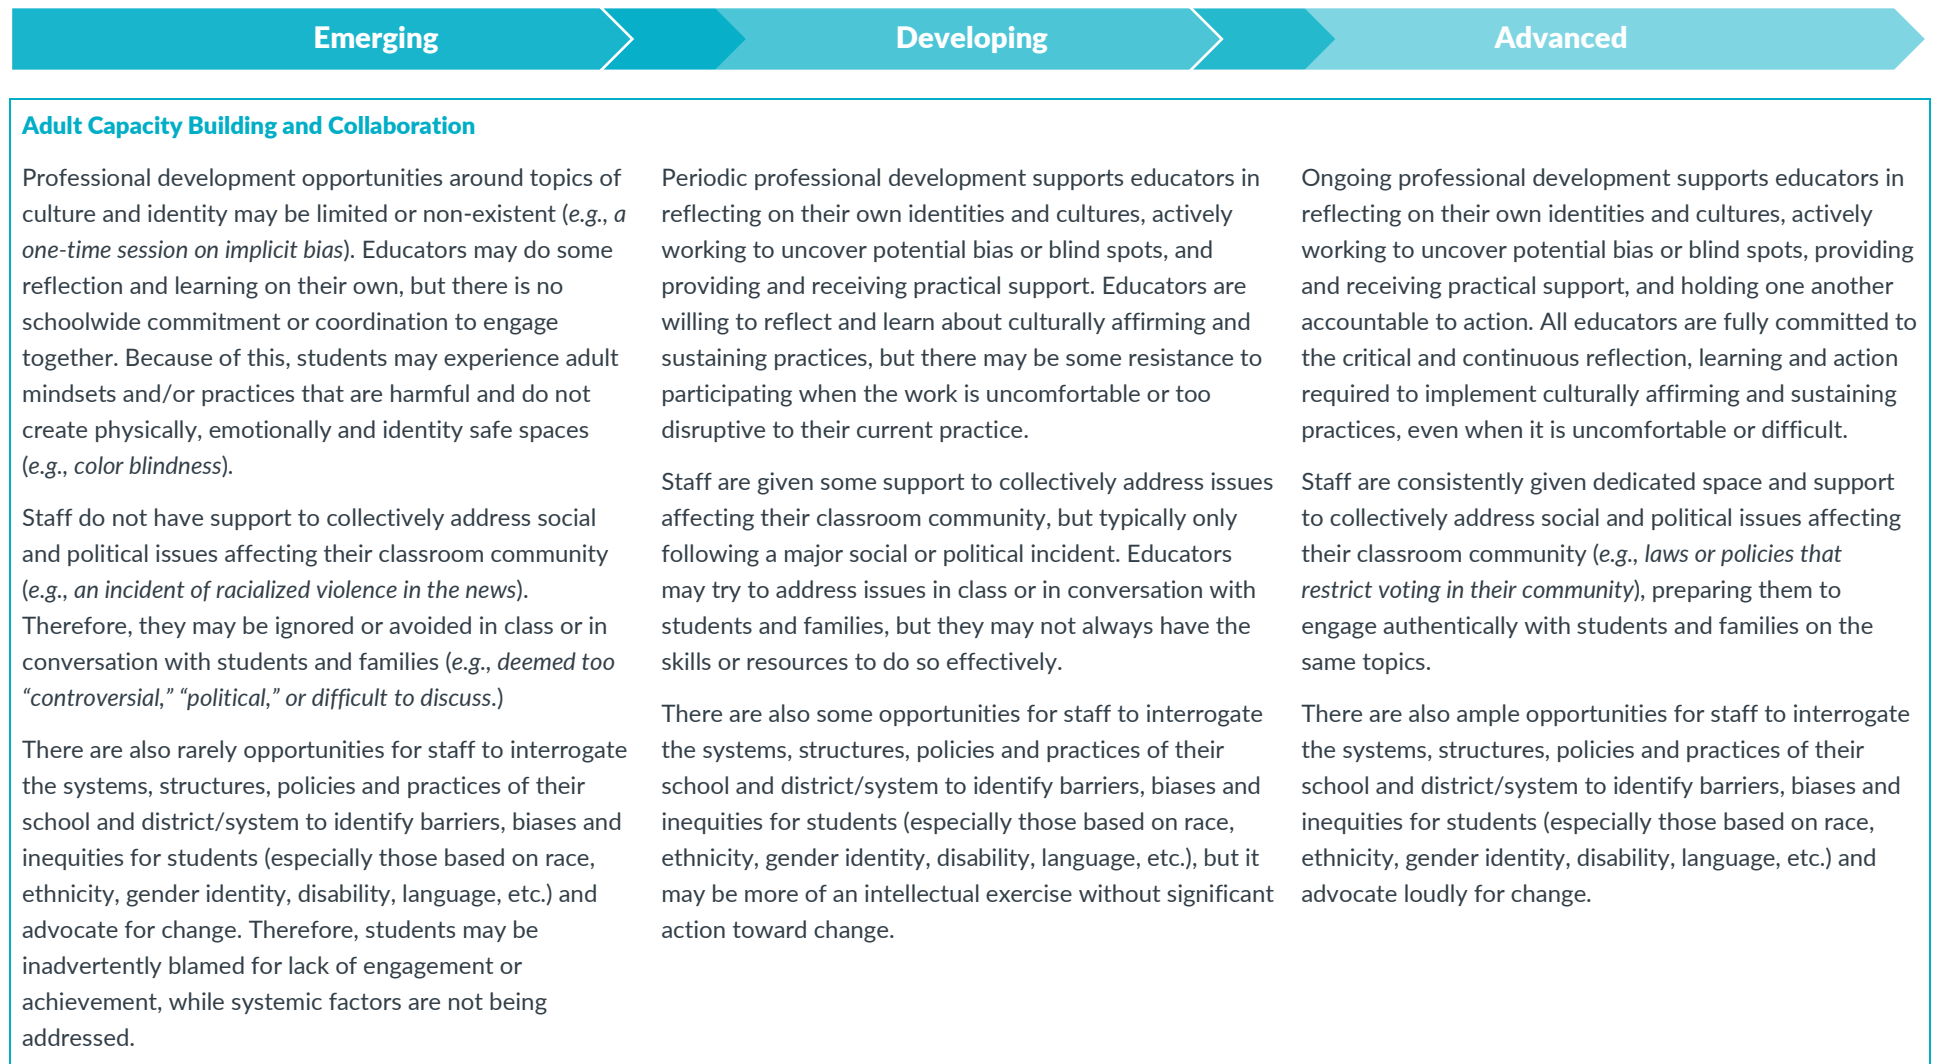 Emerging
Developing
Advanced
Adult Capacity Building and Collaboration
Professional development opportunities around topics of
culture and identity may be limited or non-existent (e.g., a
one-time session on implicit bias). Educators may do some
reflection and learning on their own, but there is no
schoolwide commitment or coordination to engage
together. Because of this, students may experience adult
mindsets and/or practices that are harmful and do not
create physically, emotionally and identity safe spaces
(e.g., color blindness).
Staff do not have support to collectively address social
and political issues affecting their classroom community
(e.g., an incident of racialized violence in the news).
Therefore, they may be ignored or avoided in class or in
conversation with students and families (e.g., deemed too
“controversial,” “political,” or difficult to discuss.)
There are also rarely opportunities for staff to interrogate
the systems, structures, policies and practices of their
school and district/system to identify barriers, biases and
inequities for students (especially those based on race,
ethnicity, gender identity, disability, language, etc.) and
advocate for change. Therefore, students may be
inadvertently blamed for lack of engagement or
achievement, while systemic factors are not being
addressed.
Periodic professional development supports educators in
reflecting on their own identities and cultures, actively
working to uncover potential bias or blind spots, and
providing and receiving practical support. Educators are
willing to reflect and learn about culturally affirming and
sustaining practices, but there may be some resistance to
participating when the work is uncomfortable or too
disruptive to their current practice.
Staff are given some support to collectively address issues
affecting their classroom community, but typically only
following a major social or political incident. Educators
may try to address issues in class or in conversation with
students and families, but they may not always have the
skills or resources to do so effectively.
There are also some opportunities for staff to interrogate
the systems, structures, policies and practices of their
school and district/system to identify barriers, biases and
inequities for students (especially those based on race,
ethnicity, gender identity, disability, language, etc.), but it
may be more of an intellectual exercise without significant
action toward change.
Ongoing professional development supports educators in
reflecting on their own identities and cultures, actively
working to uncover potential bias or blind spots, providing
and receiving practical support, and holding one another
accountable to action. All educators are fully committed to
the critical and continuous reflection, learning and action
required to implement culturally affirming and sustaining
practices, even when it is uncomfortable or difficult.
Staff are consistently given dedicated space and support
to collectively address social and political issues affecting
their classroom community (e.g., laws or policies that
restrict voting in their community), preparing them to
engage authentically with students and families on the
same topics.
There are also ample opportunities for staff to interrogate
the systems, structures, policies and practices of their
school and district/system to identify barriers, biases and
inequities for students (especially those based on race,
ethnicity, gender identity, disability, language, etc.) and
advocate loudly for change.